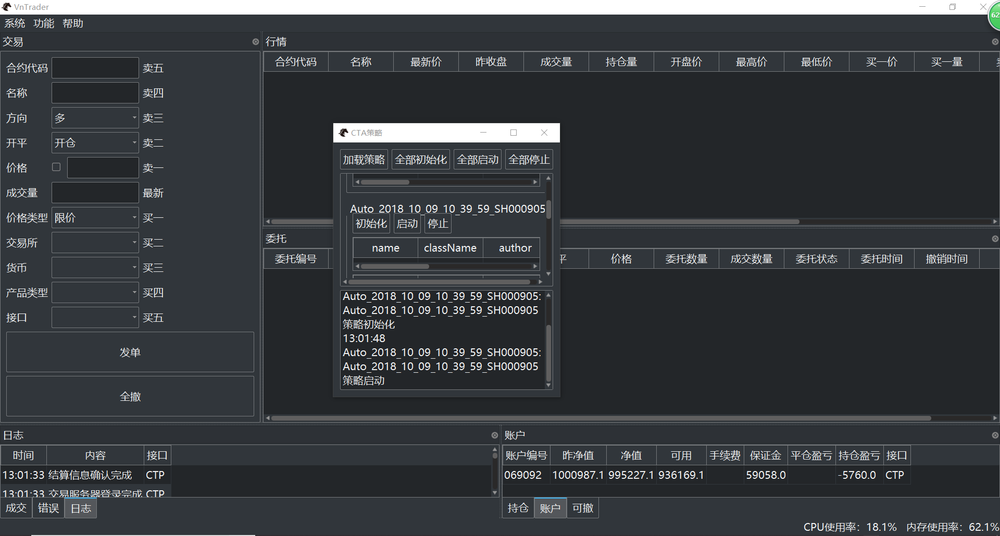 VnTrader
62
系统 功能 帮助
交易
合约代码 卖五
名称 卖四
方向 多 卖三
开平 开仓 卖二
价格 卖一
成交量 最新
价格类型 限价 买一
交易所 买二
货币 买三
产品类型 买四
接口 买五
发单
全撤
行情
合约代码 名称 最新价 昨收盘 成交量 持仓量 开盘价 最高价 最低价 买一价 买一量
CTA策略
加载策略 全部初始化 全部启动 全部停止
Auto_2018_10_09_10_39_59_SH000905
初始化 启动 停止
name className author
Auto_2018_10_09_10_39_59_SH000905:
Auto_2018_10_09_10_39_59_SH000905
策略初始化
13:01:48
Auto_2018_10_09_10_39_59_SH000905:
Auto_2018_10_09_10_39_59_SH000905
策略启动
委托
委托编号 平 价格 委托数量 成交数量 委托状态 委托时间 撤销时间
日志
时间 内容 接口
13:01:33 结算信息确认完成 CTP
13:01:33 交易服务器登录完成 CTP
成交 错误 日志
账户
账户编号 昨净值 净值 可用 手续费 保证金 平仓盈亏 持仓盈亏 接口
069092 1000987.1 995227.1 936169.1 59058.0 -5760.0 CTP
持仓 账户 可撤
CPU使用率：18.1% 内存使用率：62.1%